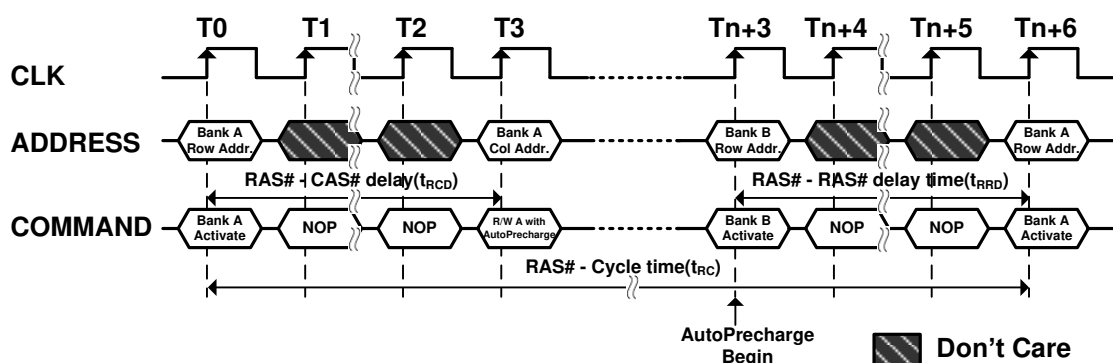 T0 T1 T2 T3 Tn+3 Tn+4 Tn+5 Tn+6
CLK
ADDRESS
Bank A
Row Addr.
Bank A
Col Addr.
Bank B
Row Addr.
Bank A
Row Addr.
RAS# - CAS# delay(tRCD)
RAS# - RAS# delay time(tRRD)
COMMAND
Bank A
Activate
NOP
NOP
R/W A with
AutoPrecharge
Bank B
Activate
NOP
NOP
Bank A
Activate
RAS# - Cycle time(tRC)
AutoPrecharge
Begin
Don't Care